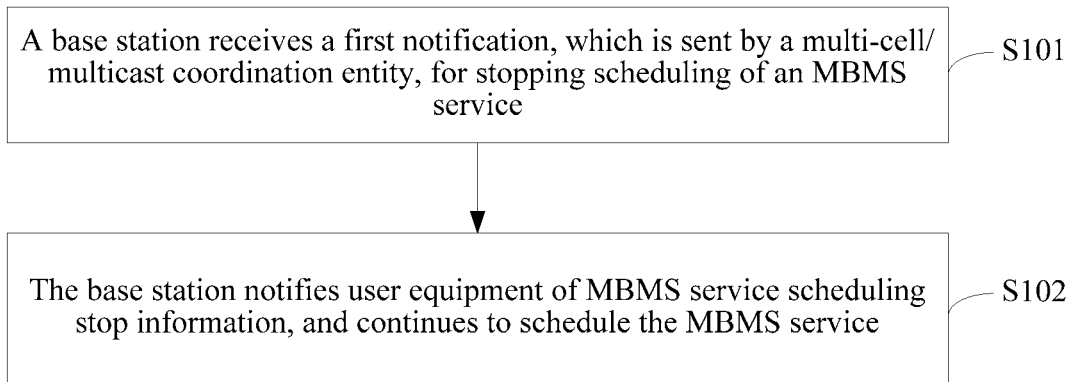 A base station receives a first notification, which is sent by a multi-cell/
multicast coordination entity, for stopping scheduling of an MBMS
service
S101
The base station notifies user equipment of MBMS service scheduling
stop information, and continues to schedule the MBMS service
S102